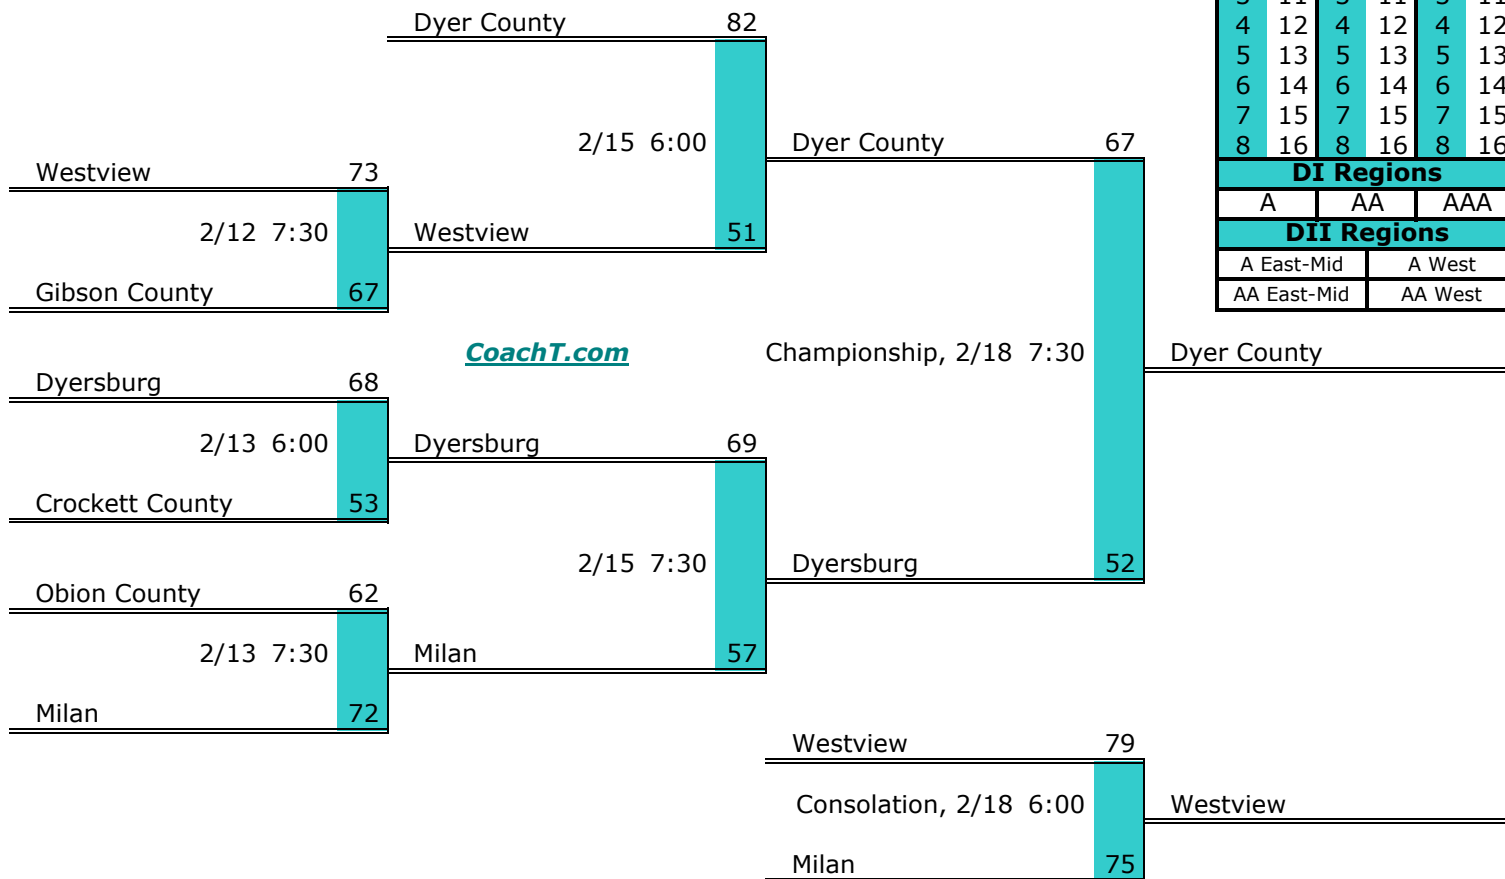 Dyer County 82
2/15 6:00
Westview 73
2/12 7:30
Westview 51
Gibson County 67
Dyer County 67
CoachT.com
Championship, 2/18 7:30
Dyer County
Dyersburg 68
2/13 6:00
Dyersburg 69
Crockett County 53
2/15 7:30
Dyersburg 52
Obion County 62
2/13 7:30
Milan 57
Milan 72
Westview 79
Consolation, 2/18 6:00
Westview
Milan 75
4 12 4 12 4 12
5 13 5 13 5 13
6 14 6 14 6 14
7 15 7 15 7 15
8 16 8 16 8 16
DI Regions
A AA AAA
DII Regions
A East-Mid A West
AA East-Mid AA West